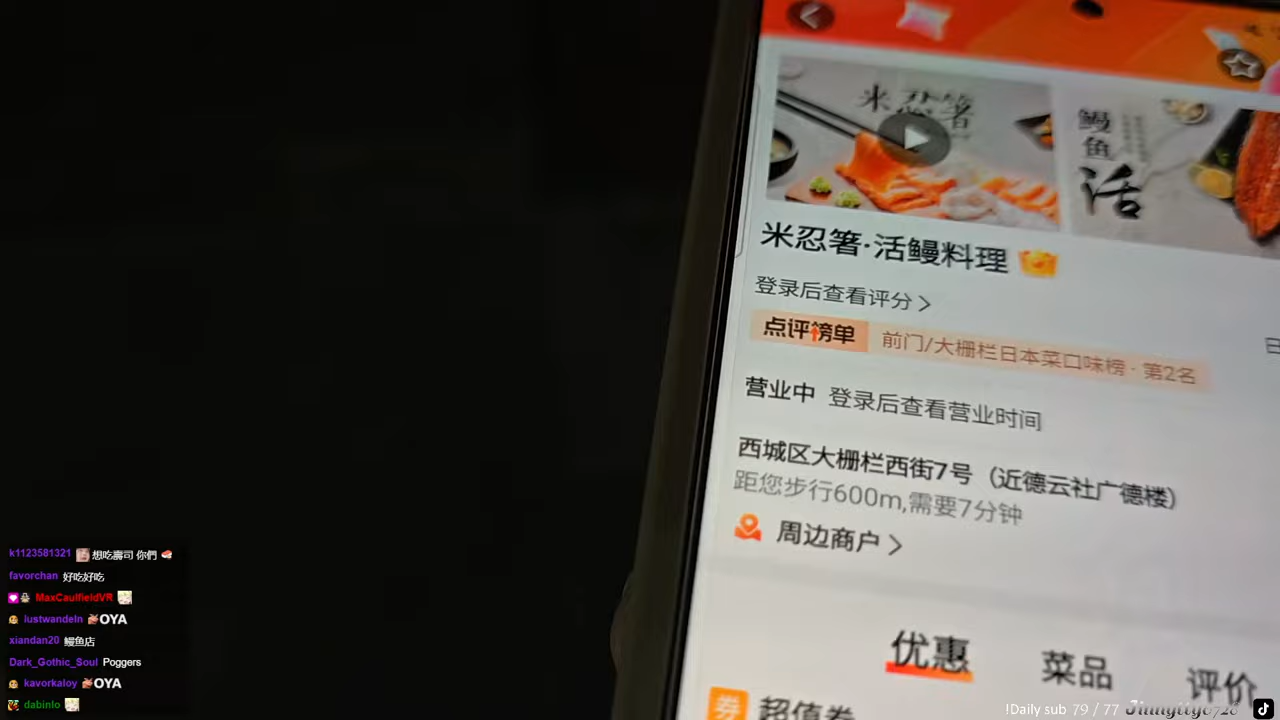 米忍箸
鳗鱼
活
米忍箸·活鳗料理
登录后查看评分 >
点评榜单 前门/大栅栏日本菜口味榜·第2名
营业中 登录后查看营业时间
西城区大栅栏西街7号（近德云社广德楼）
距您步行600m,需要7分钟
周边商户 >
优惠 菜品 评价
券 超值券
k1123581321 想吃壽司 你們
favorchan 好吃好吃
MaxCaulfieldVR
lustwandeln OYA
xiandan20 鳗鱼店
Dark_Gothic_Soul Poggers
kavorkaloy OYA
dabinlo
!Daily sub 79 / 77 Jinnytty0728